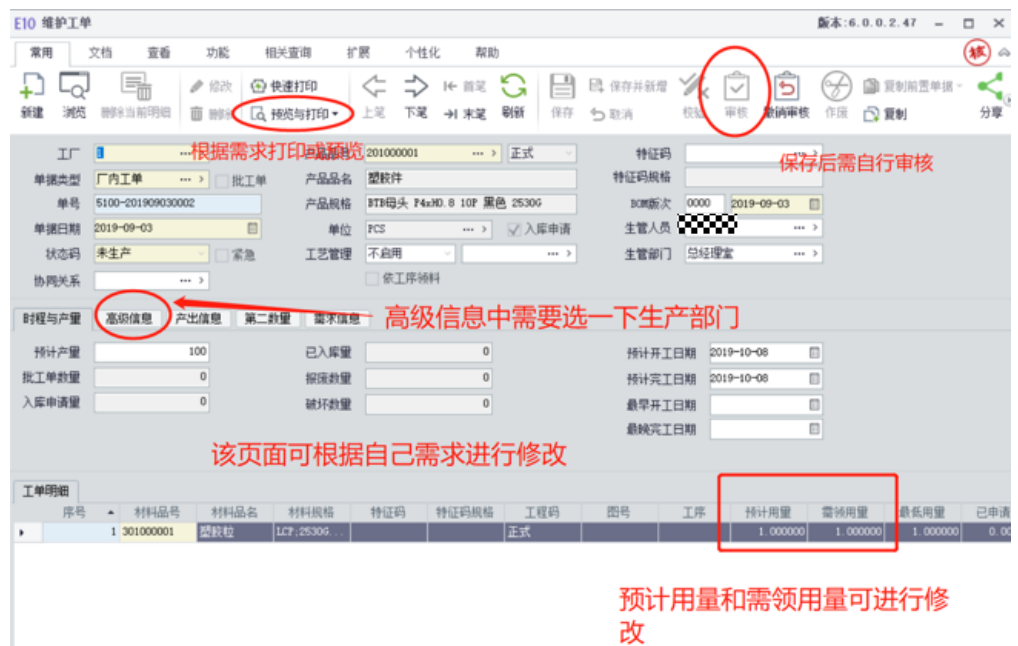 E10 维护工单 版本:6.0.0.2.47
常用 文档 查看 功能 相关查询 扩展 个性化 帮助
新建 浏览 删除当前明细 修改 删除 快速打印 预览与打印 上笔 下笔 首笔 末笔 刷新 保存 保存并新增 取消 校验 审核 撤销审核 作废 复制前置单据 复制 分享
根据需求打印或预览
保存后需自行审核
工厂 1 201000001 正式 特征码
单据类型 厂内工单 批工单 产品品名 塑胶件 特征码规格
单号 5100-201909030002 产品规格 BTB母头 P4xH0.8 10P 黑色 2530G BOM版次 0000 2019-09-03
单据日期 2019-09-03 单位 PCS 入库申请 生管人员
状态码 未生产 紧急 工艺管理 不启用 生管部门 总经理室
协同关系 依工序领料
时程与产量 高级信息 产出信息 第二数量 需求信息
高级信息中需要选一下生产部门
预计产量 100 已入库量 0 预计开工日期 2019-10-08
批工单数量 0 报废数量 0 预计完工日期 2019-10-08
入库申请量 0 破坏数量 0 最早开工日期
最晚完工日期
该页面可根据自己需求进行修改
工单明细
序号 材料品号 材料品名 材料规格 特征码 特征码规格 工程码 图号 工序 预计用量 需领用量 最低用量 已申请
1 301000001 塑胶粒 LCP;2530G... 正式 1.000000 1.000000 1.000000 0.00
预计用量和需领用量可进行修
改